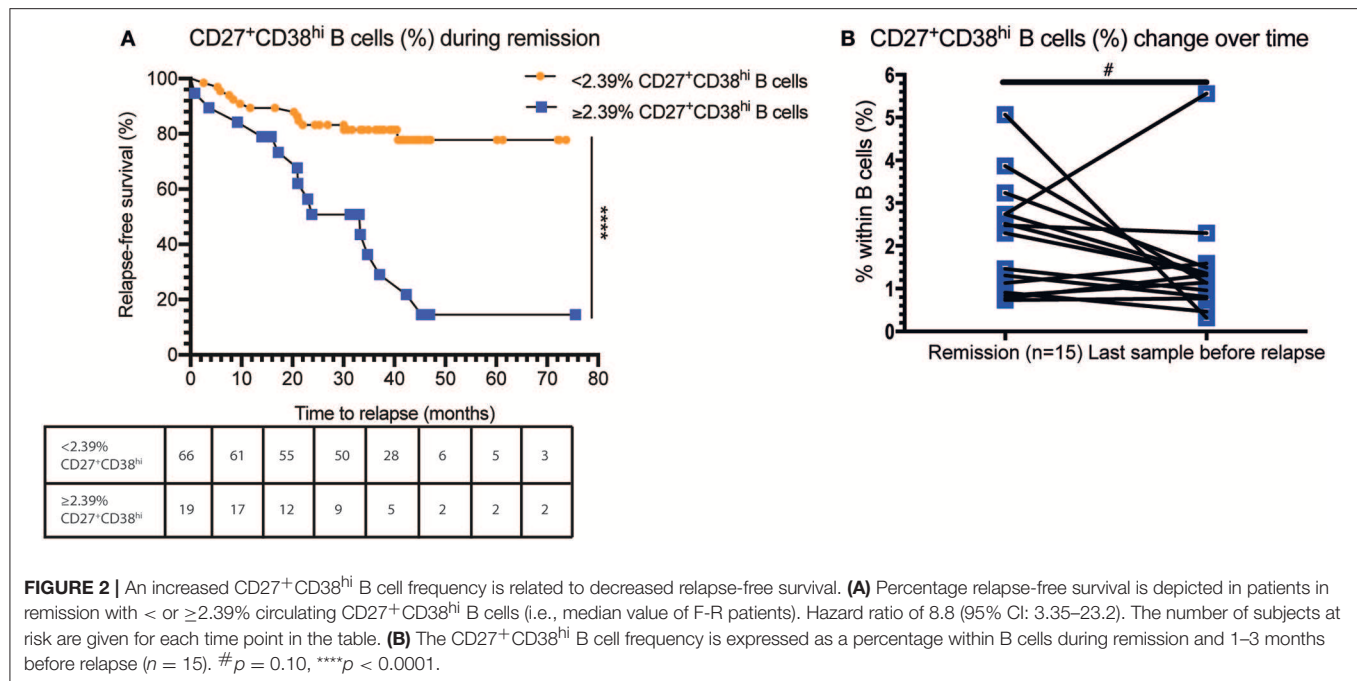 A CD27+CD38hi B cells (%) during remission
<2.39% CD27+CD38hi B cells
≥2.39% CD27+CD38hi B cells
Relapse-free survival (%)
100
80
60
40
20
0
****
0 10 20 30 40 50 60 70 80
Time to relapse (months)
<2.39% CD27+CD38hi 66 61 55 50 28 6 5 3
≥2.39% CD27+CD38hi 19 17 12 9 5 2 2 2
B CD27+CD38hi B cells (%) change over time
#
% within B cells (%)
6
5
4
3
2
1
0
Remission (n=15) Last sample before relapse
FIGURE 2 | An increased CD27+CD38hi B cell frequency is related to decreased relapse-free survival. (A) Percentage relapse-free survival is depicted in patients in
remission with < or ≥2.39% circulating CD27+CD38hi B cells (i.e., median value of F-R patients). Hazard ratio of 8.8 (95% CI: 3.35–23.2). The number of subjects at
risk are given for each time point in the table. (B) The CD27+CD38hi B cell frequency is expressed as a percentage within B cells during remission and 1–3 months
before relapse (n = 15). #p = 0.10, ****p < 0.0001.